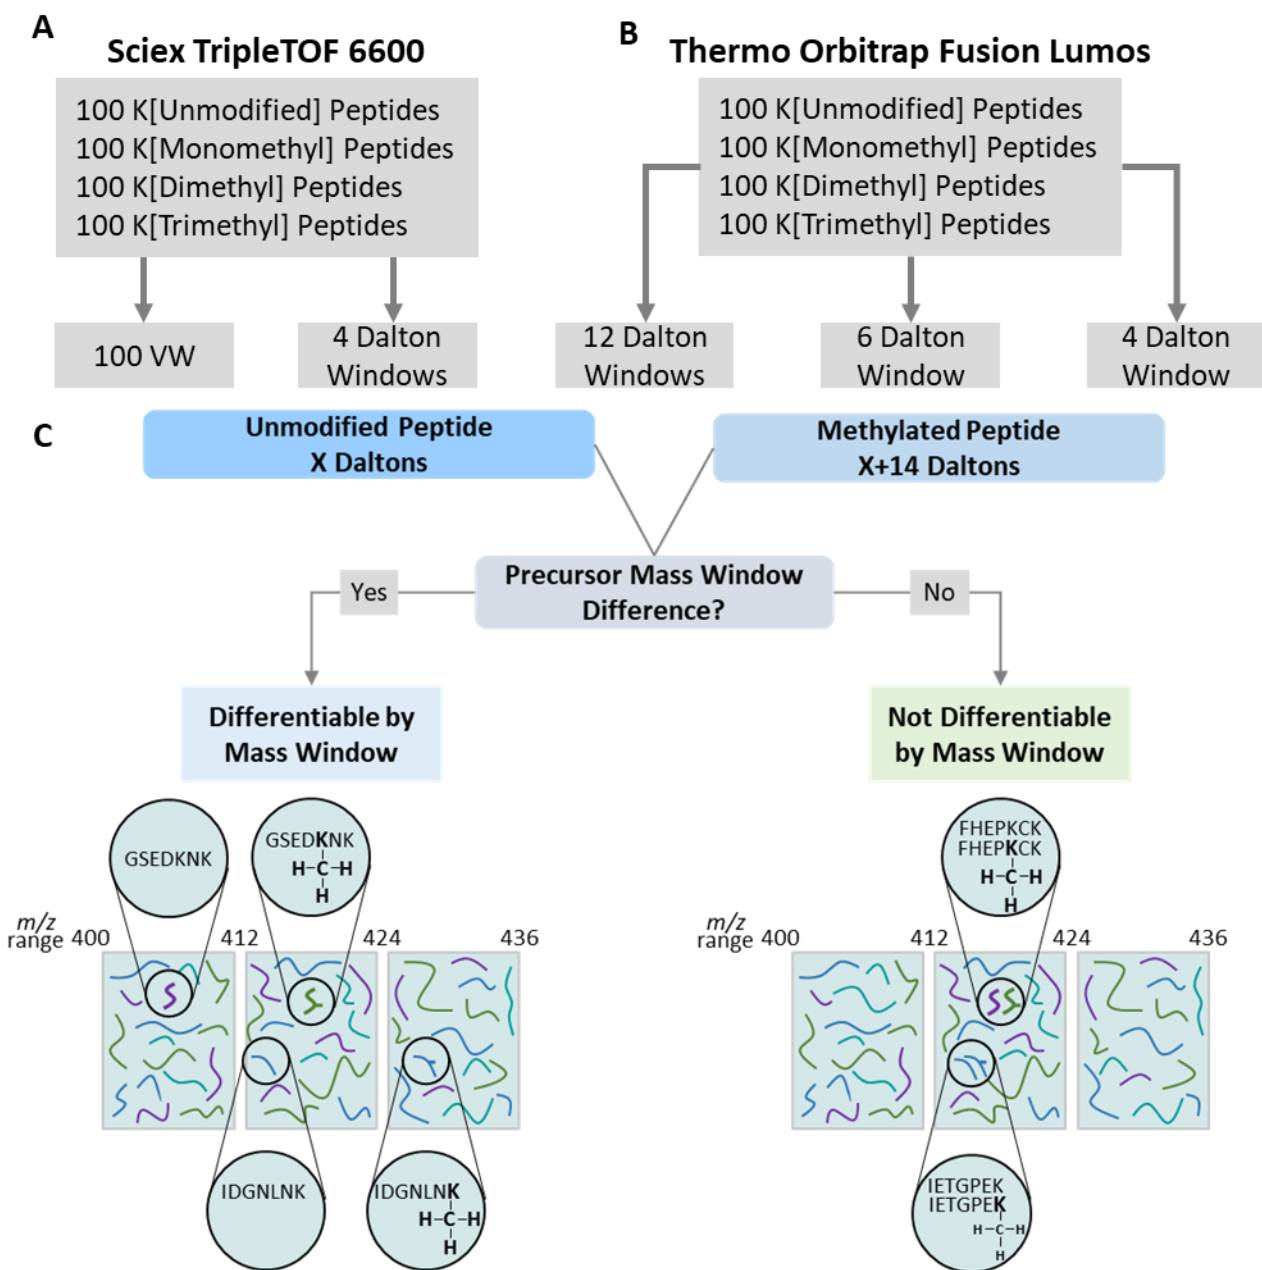 A
Sciex TripleTOF 6600
100 K[Unmodified] Peptides
100 K[Monomethyl] Peptides
100 K[Dimethyl] Peptides
100 K[Trimethyl] Peptides
100 VW
4 Dalton
Windows
B
Thermo Orbitrap Fusion Lumos
100 K[Unmodified] Peptides
100 K[Monomethyl] Peptides
100 K[Dimethyl] Peptides
100 K[Trimethyl] Peptides
12 Dalton
Windows
6 Dalton
Window
4 Dalton
Window
C
Unmodified Peptide
X Daltons
Methylated Peptide
X+14 Daltons
Precursor Mass Window
Difference?
Yes
No
Differentiable by
Mass Window
Not Differentiable
by Mass Window
GSEDKNK
GSEDKNK
H–C–H
H
m/z
range 400 412 424 436
IDGNLNK
IDGNLNK
H–C–H
H
FHEPKCK
FHEPKCK
H–C–H
H
m/z
range 400 412 424 436
IETGPEK
IETGPEK
H–C–H
H